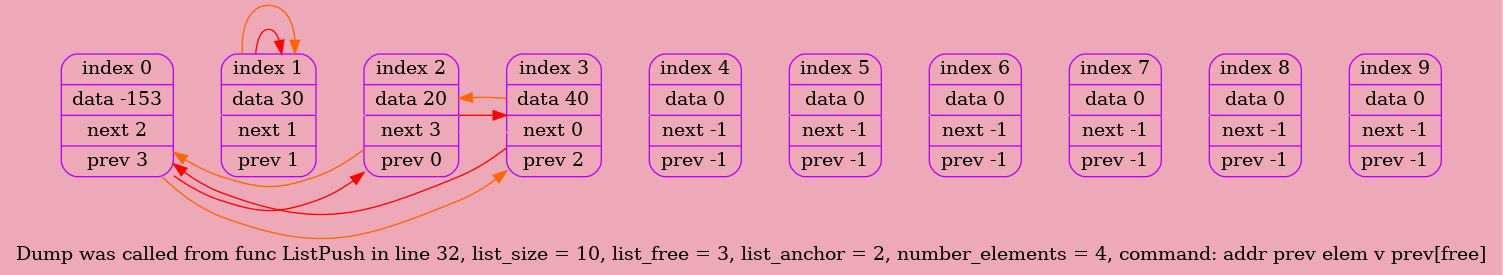 index 0
data -153
next 2
prev 3
index 1
data 30
next 1
prev 1
index 2
data 20
next 3
prev 0
index 3
data 40
next 0
prev 2
index 4
data 0
next -1
prev -1
index 5
data 0
next -1
prev -1
index 6
data 0
next -1
prev -1
index 7
data 0
next -1
prev -1
index 8
data 0
next -1
prev -1
index 9
data 0
next -1
prev -1
Dump was called from func ListPush in line 32, list_size = 10, list_free = 3, list_anchor = 2, number_elements = 4, command: addr prev elem v prev[free]